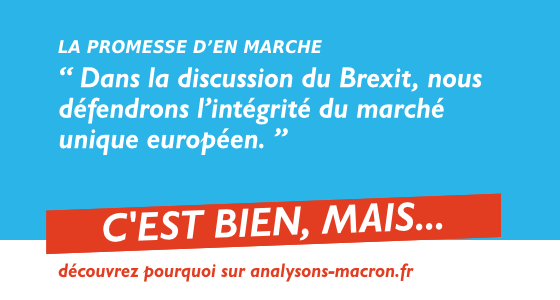 LA PROMESSE D’EN MARCHE
“ Dans la discussion du Brexit, nous
défendrons l’intégrité du marché
unique européen. ”
C'EST BIEN, MAIS...
découvrez pourquoi sur analysons-macron.fr